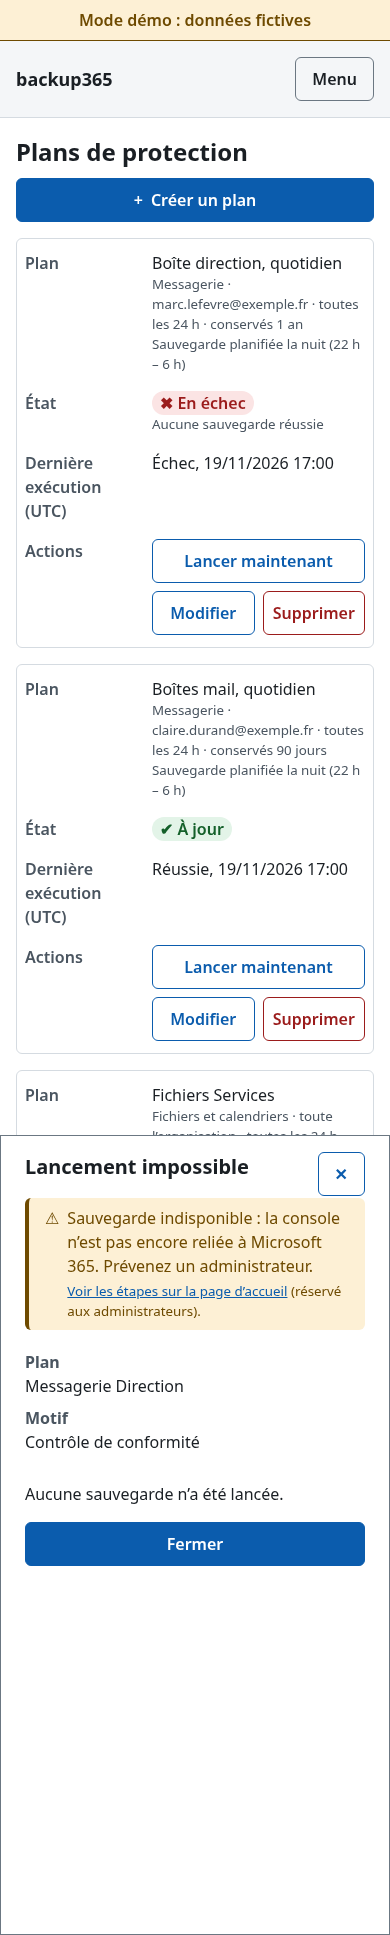 Mode démo : données fictives
backup365
Menu
Plans de protection
+ Créer un plan
Plan
Boîte direction, quotidien
Messagerie ·
marc.lefevre@exemple.fr · toutes
les 24 h · conservés 1 an
Sauvegarde planifiée la nuit (22 h
– 6 h)
État
✖ En échec
Aucune sauvegarde réussie
Dernière
exécution
(UTC)
Échec, 19/11/2026 17:00
Actions
Lancer maintenant
Modifier
Supprimer
Plan
Boîtes mail, quotidien
Messagerie ·
claire.durand@exemple.fr · toutes
les 24 h · conservés 90 jours
Sauvegarde planifiée la nuit (22 h
– 6 h)
État
✔ À jour
Dernière
exécution
(UTC)
Réussie, 19/11/2026 17:00
Actions
Lancer maintenant
Modifier
Supprimer
Plan
Fichiers Services
Fichiers et calendriers · toute
l’organisation · toutes les 24 h
Lancement impossible
✕
⚠ Sauvegarde indisponible : la console
n’est pas encore reliée à Microsoft
365. Prévenez un administrateur.
Voir les étapes sur la page d’accueil (réservé
aux administrateurs).
Plan
Messagerie Direction
Motif
Contrôle de conformité
Aucune sauvegarde n’a été lancée.
Fermer